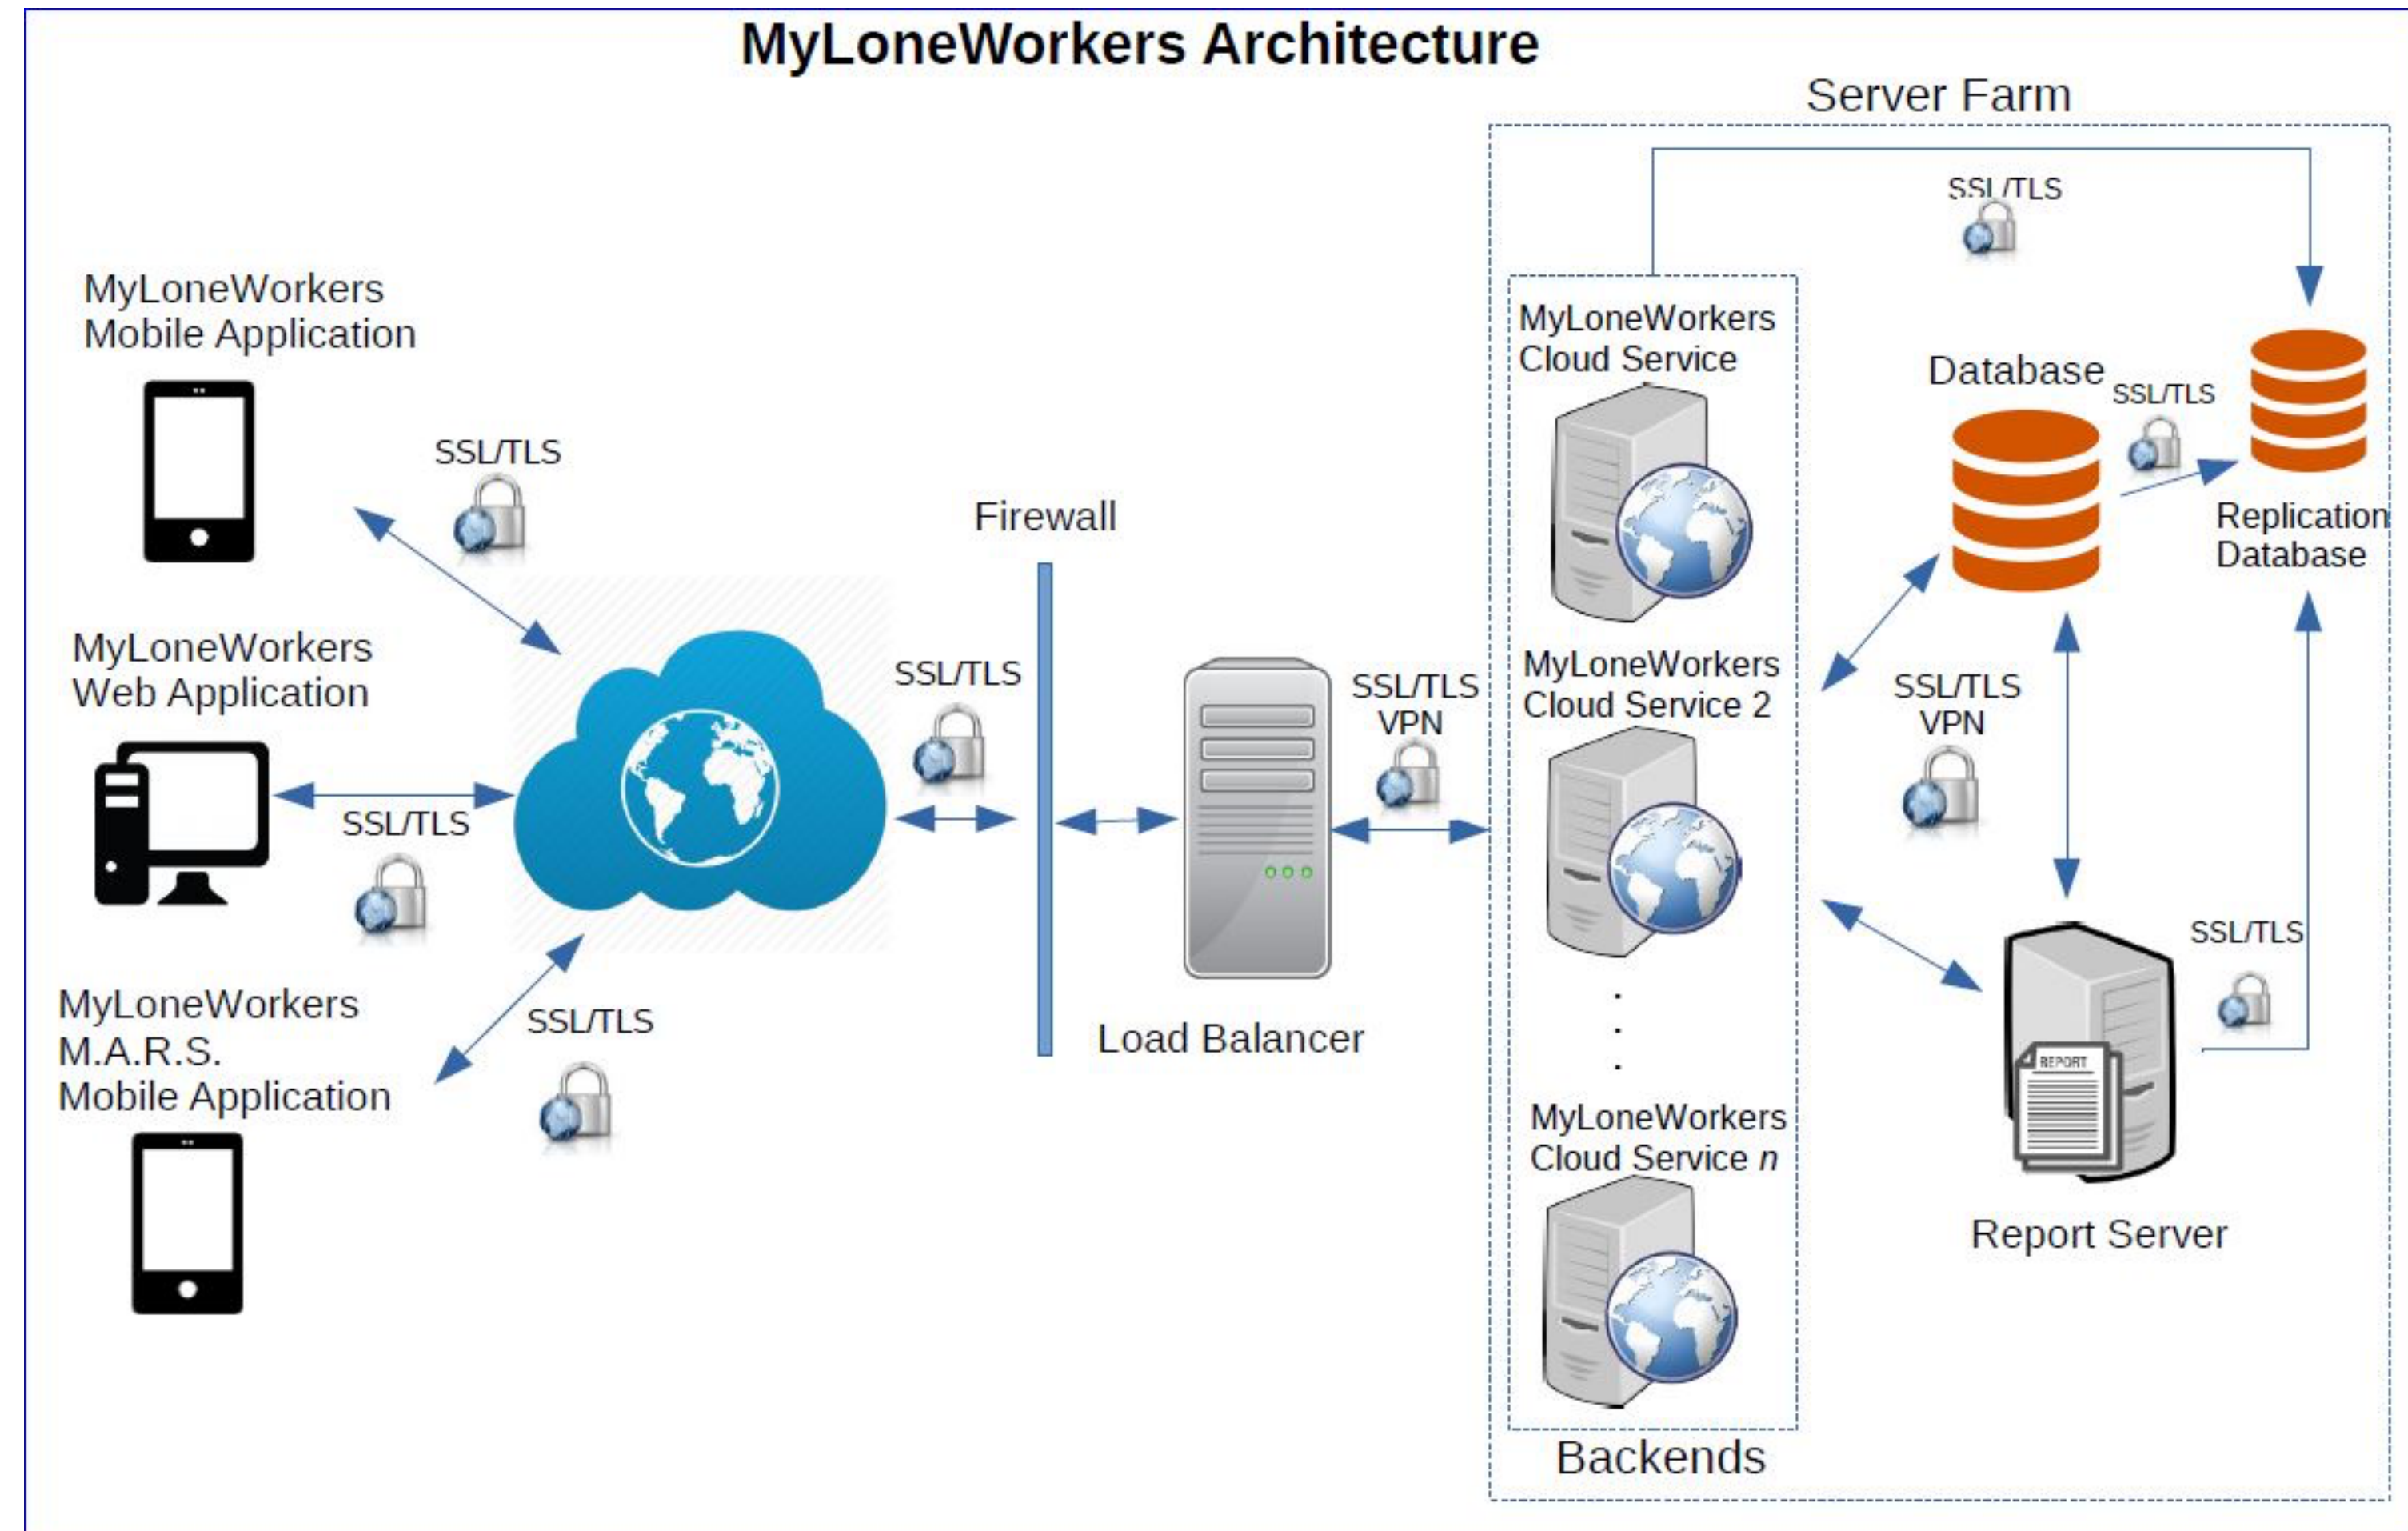 MyLoneWorkers Architecture
Server Farm
SSL/TLS
MyLoneWorkers
Mobile Application
SSL/TLS
MyLoneWorkers
Web Application
SSL/TLS
MyLoneWorkers
M.A.R.S.
Mobile Application
SSL/TLS
SSL/TLS
Firewall
Load Balancer
SSL/TLS
VPN
MyLoneWorkers
Cloud Service
MyLoneWorkers
Cloud Service 2
.
.
.
MyLoneWorkers
Cloud Service n
Backends
Database
SSL/TLS
Replication
Database
SSL/TLS
VPN
SSL/TLS
REPORT
Report Server